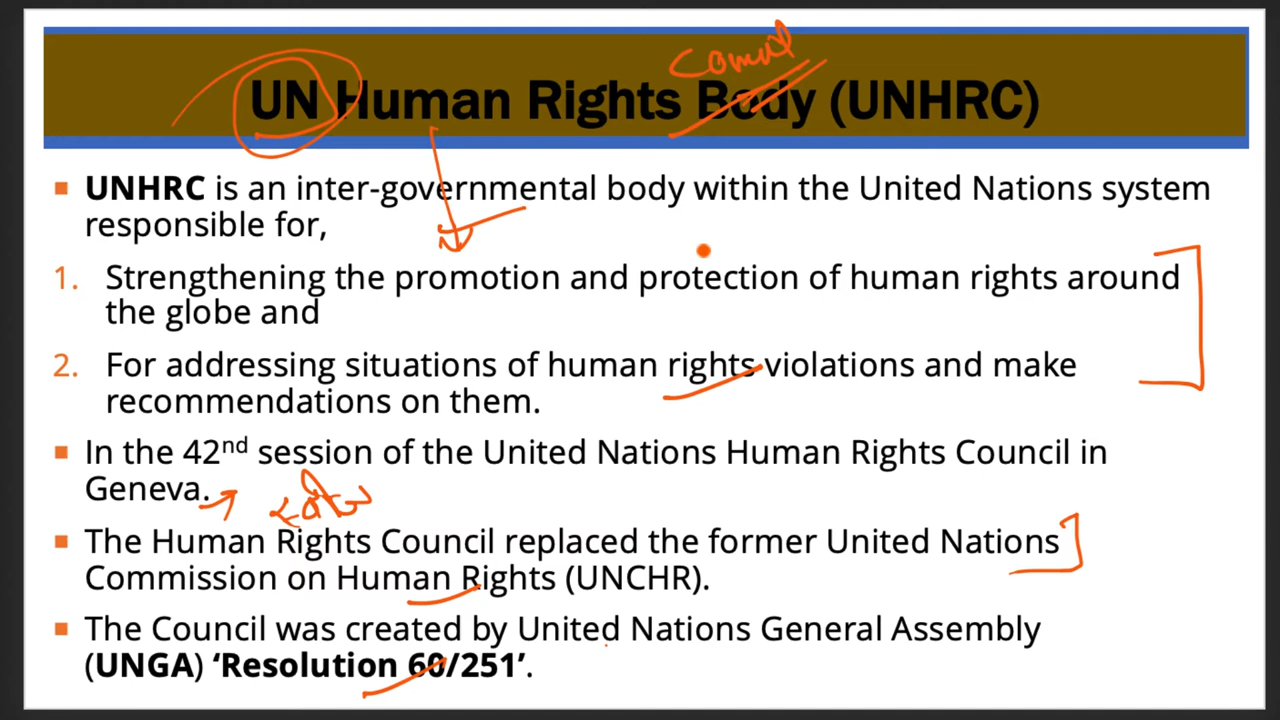 UN Human Rights Body (UNHRC)
UNHRC is an inter-governmental body within the United Nations system
responsible for,
1. Strengthening the promotion and protection of human rights around
the globe and
2. For addressing situations of human rights violations and make
recommendations on them.
In the 42nd session of the United Nations Human Rights Council in
Geneva.
The Human Rights Council replaced the former United Nations
Commission on Human Rights (UNCHR).
The Council was created by United Nations General Assembly
(UNGA) ‘Resolution 60/251’.